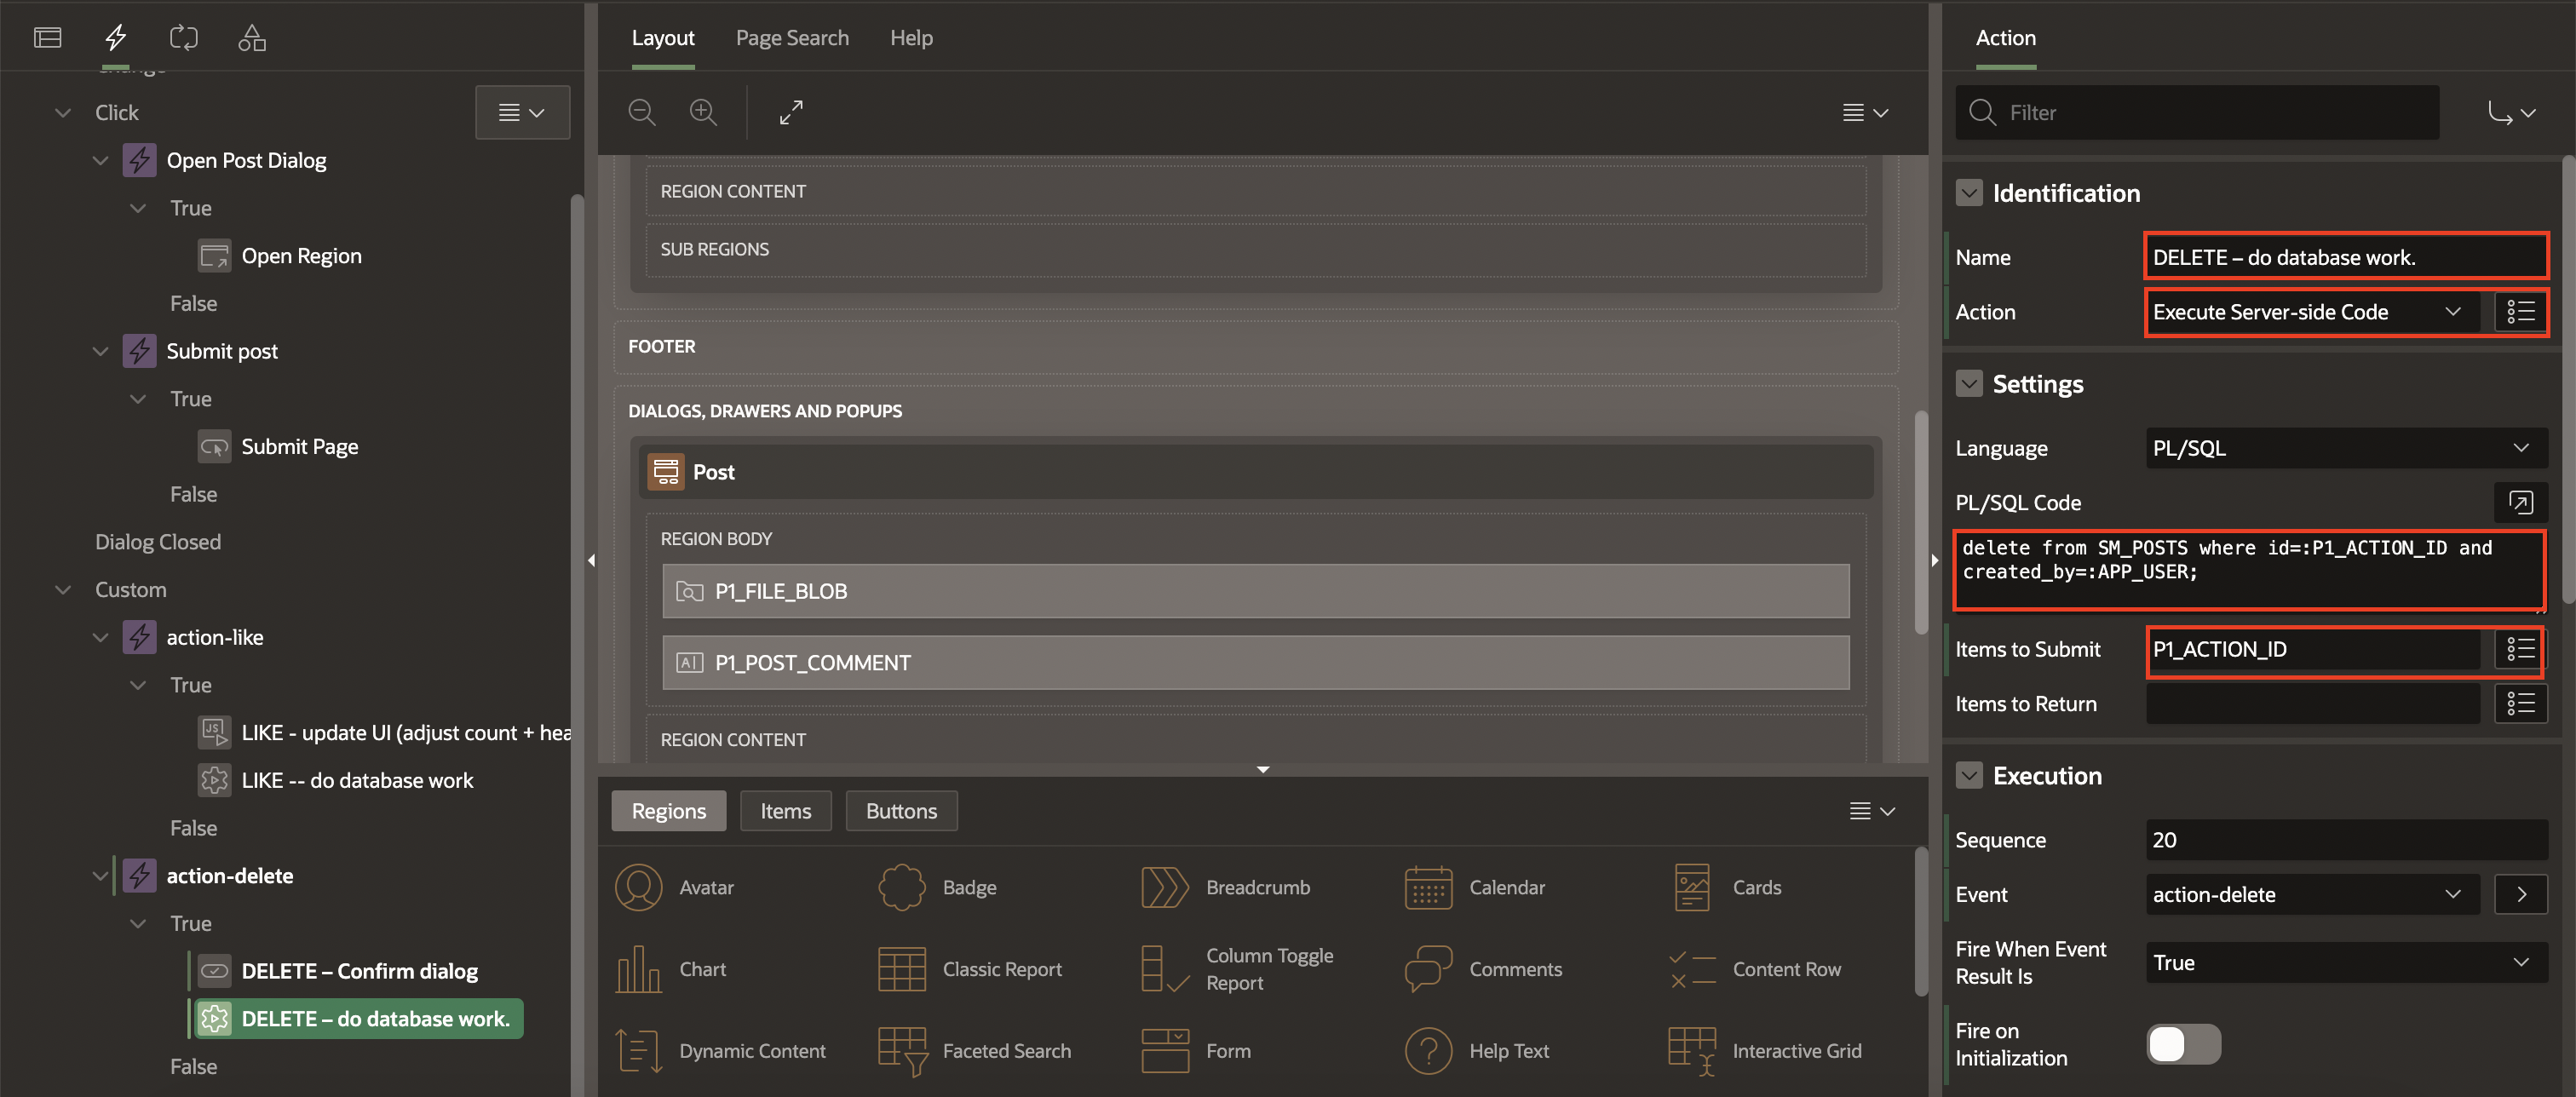 Click
Open Post Dialog
True
Open Region
False
Submit post
True
Submit Page
False
Dialog Closed
Custom
action-like
True
LIKE - update UI (adjust count + hea
LIKE -- do database work
False
action-delete
True
DELETE – Confirm dialog
DELETE – do database work.
False
Layout
Page Search
Help
REGION CONTENT
SUB REGIONS
FOOTER
DIALOGS, DRAWERS AND POPUPS
Post
REGION BODY
P1_FILE_BLOB
P1_POST_COMMENT
REGION CONTENT
Regions
Items
Buttons
Avatar
Badge
Breadcrumb
Calendar
Cards
Chart
Classic Report
Column Toggle
Report
Comments
Content Row
Dynamic Content
Faceted Search
Form
Help Text
Interactive Grid
Action
Filter
Identification
Name
DELETE – do database work.
Action
Execute Server-side Code
Settings
Language
PL/SQL
PL/SQL Code
delete from SM_POSTS where id=:P1_ACTION_ID and
created_by=:APP_USER;
Items to Submit
P1_ACTION_ID
Items to Return
Execution
Sequence
20
Event
action-delete
Fire When Event
Result Is
True
Fire on
Initialization